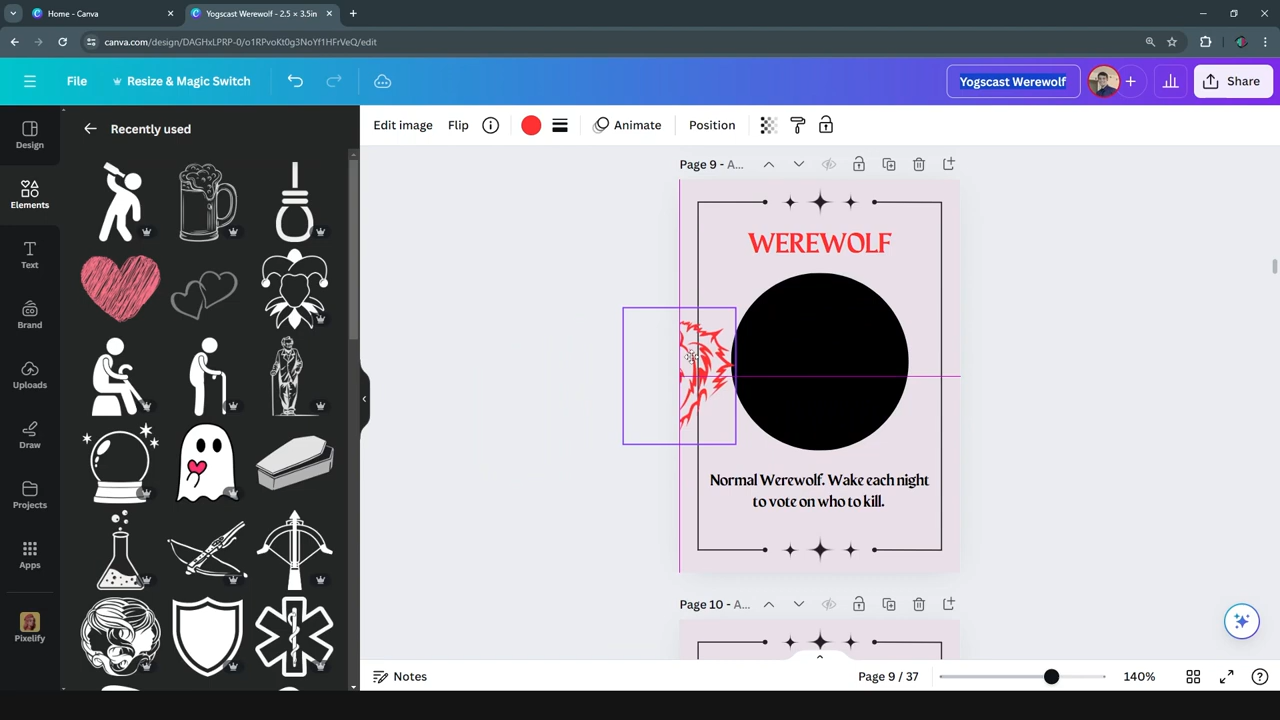 Home - Canva
Yogscast Werewolf - 2.5 × 3.5in
canva.com/design/DAGHxLPRP-0/o1RPvoKt0g3NoYf1HFrVeQ/edit
File
Resize & Magic Switch
Yogscast Werewolf
Share
Design
Elements
Text
Brand
Uploads
Draw
Projects
Apps
Pixelify
Recently used
Edit image
Flip
Animate
Position
Page 9 - A...
WEREWOLF
Normal Werewolf. Wake each night
to vote on who to kill.
Page 10 - A...
Notes
Page 9 / 37
140%